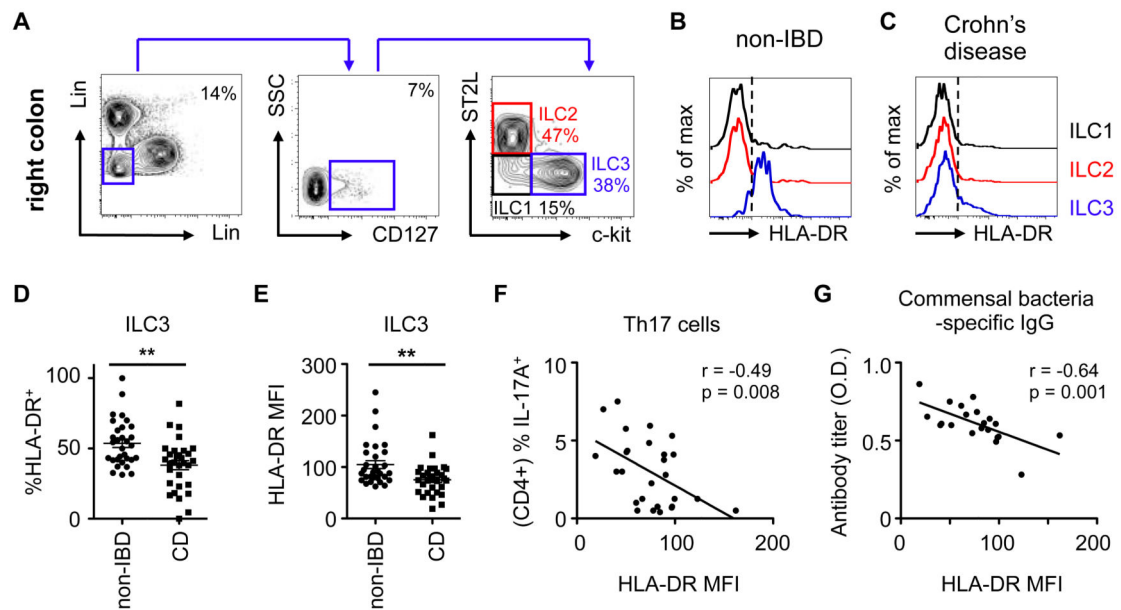 A
right colon
Lin
14%
Lin
SSC
7%
CD127
ST2L
ILC2
47%
ILC3
38%
ILC1 15%
c-kit
B
non-IBD
% of max
HLA-DR
C
Crohn's
disease
% of max
HLA-DR
ILC1
ILC2
ILC3
D
ILC3
**
%HLA-DR⁺
100
50
0
non-IBD
CD
E
ILC3
**
HLA-DR MFI
300
200
100
0
non-IBD
CD
F
Th17 cells
r = -0.49
p = 0.008
(CD4+) % IL-17A⁺
10
5
0
0
100
200
HLA-DR MFI
G
Commensal bacteria
-specific IgG
r = -0.64
p = 0.001
Antibody titer (O.D.)
1.0
0.5
0.0
0
100
200
HLA-DR MFI